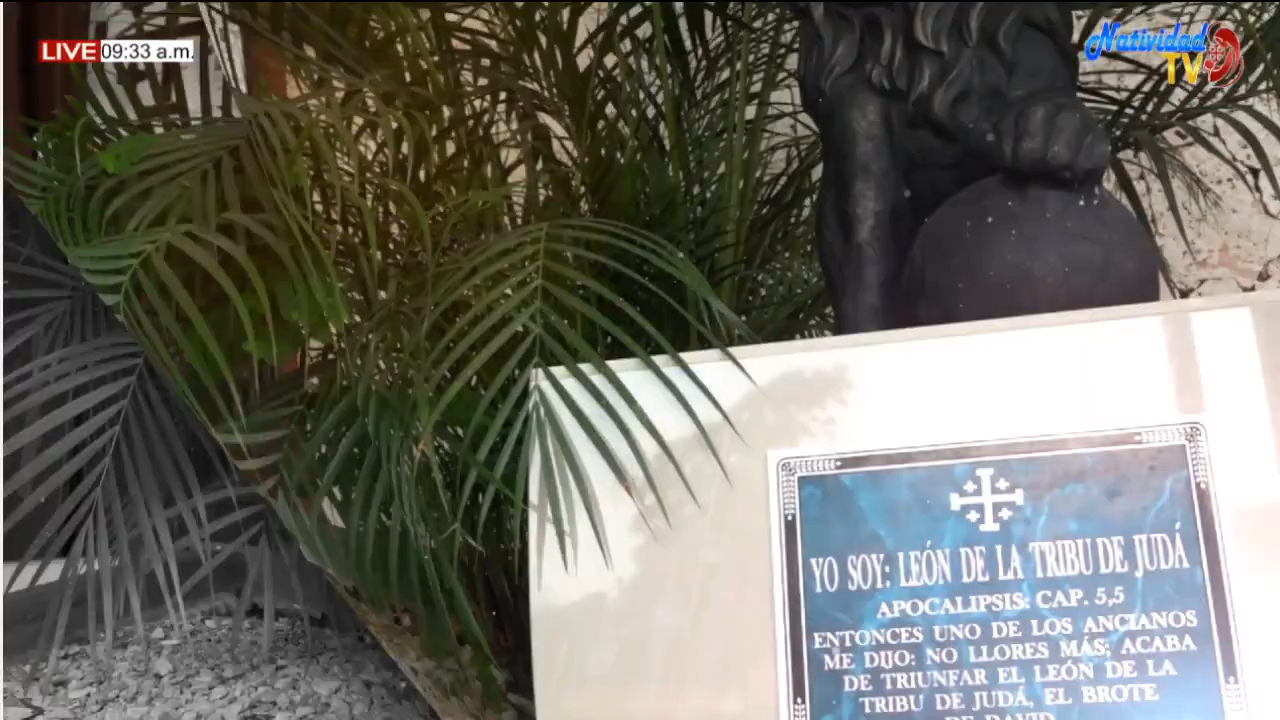 LIVE 09:33 a.m.
Natividad
TV
YO SOY: LEÓN DE LA TRIBU DE JUDÁ
APOCALIPSIS: CAP. 5,5
ENTONCES UNO DE LOS ANCIANOS
ME DIJO: NO LLORES MÁS; ACABA
DE TRIUNFAR EL LEÓN DE LA
TRIBU DE JUDÁ, EL BROTE
DE DAVID